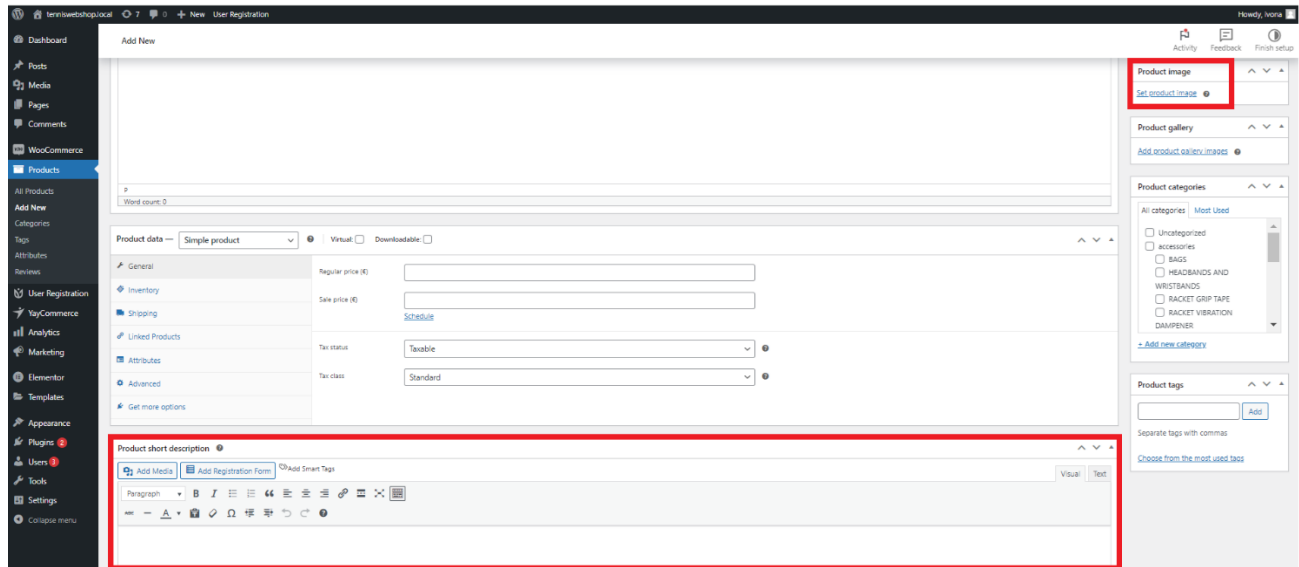 tenniswebshop.local 7 0 New User Registration
Howdy, ivona
Dashboard
Posts
Media
Pages
Comments
WooCommerce
Products
All Products
Add New
Categories
Tags
Attributes
Reviews
User Registration
YayCommerce
Analytics
Marketing
Elementor
Templates
Appearance
Plugins 2
Users 3
Tools
Settings
Collapse menu
Add New
Activity Feedback Finish setup
P
Word count: 0
Product data — Simple product Virtual: Downloadable:
General
Inventory
Shipping
Linked Products
Attributes
Advanced
Get more options
Regular price (€)
Sale price (€)
Schedule
Tax status Taxable
Tax class Standard
Product short description
Add Media Add Registration Form Add Smart Tags
Visual Text
Paragraph B I
ABC A Ω
Product image
Set product image
Product gallery
Add product gallery images
Product categories
All categories Most Used
Uncategorized
accessories
BAGS
HEADBANDS AND
WRISTBANDS
RACKET GRIP TAPE
RACKET VIBRATION
DAMPENER
+ Add new category
Product tags
Add
Separate tags with commas
Choose from the most used tags